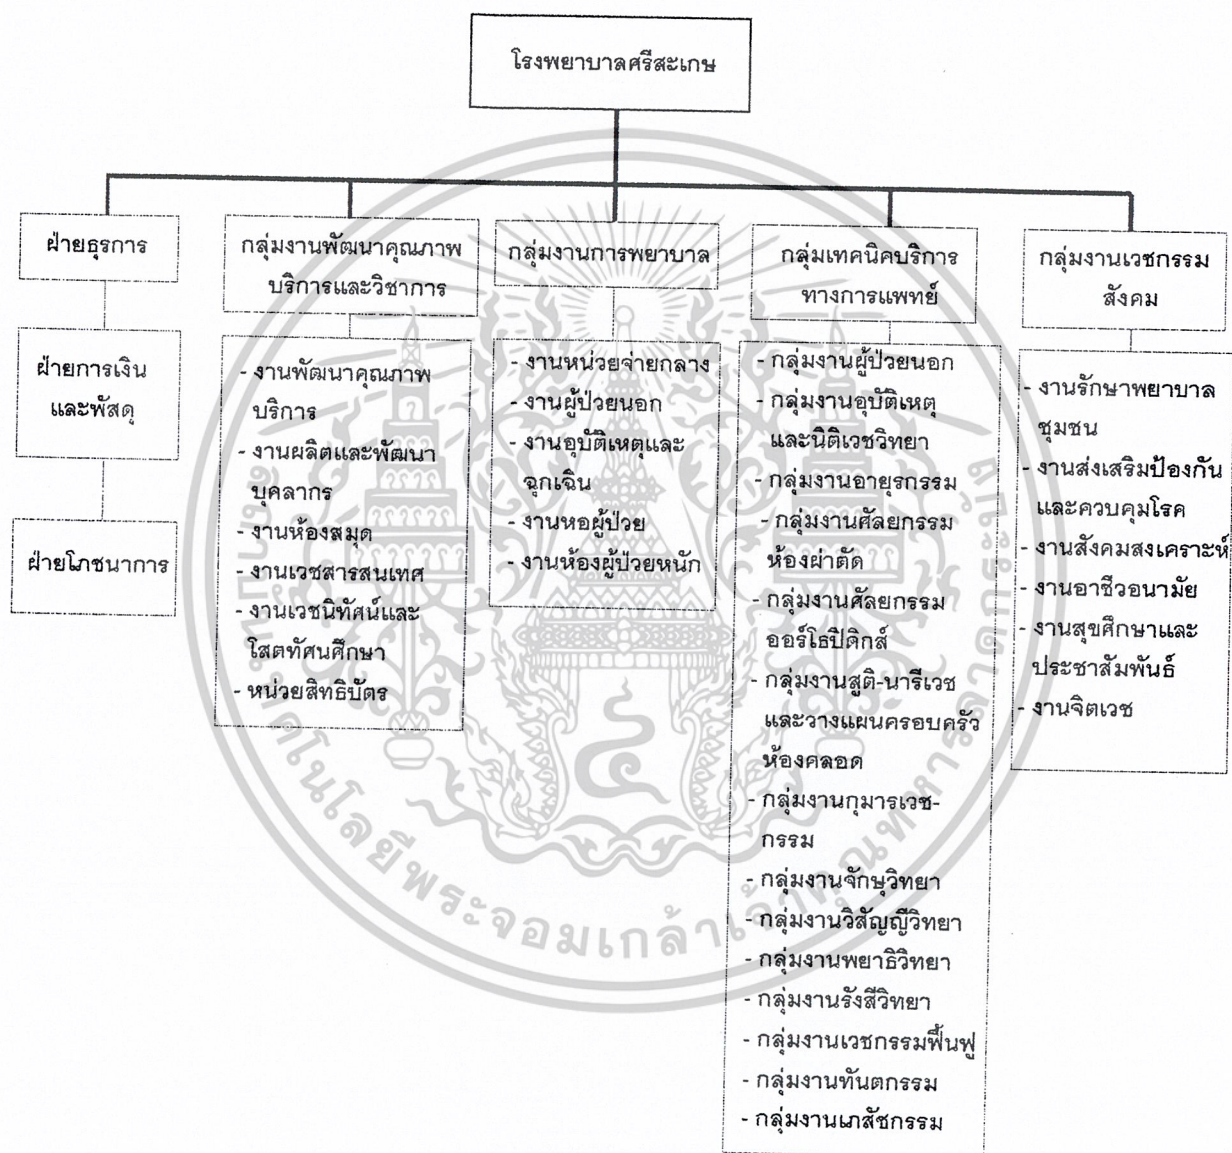 โรงพยาบาลศรีสะเกษ
ฝ่ายธุรการ
ฝ่ายการเงิน
และพัสดุ
ฝ่ายโภชนาการ
กลุ่มงานพัฒนาคุณภาพ
บริการและวิชาการ
- งานพัฒนาคุณภาพ
บริการ
- งานผลิตและพัฒนา
บุคลากร
- งานห้องสมุด
- งานเวชสารสนเทศ
- งานเวชนิทัศน์และ
โสตทัศนศึกษา
- หน่วยสิทธิบัตร
กลุ่มงานการพยาบาล
- งานหน่วยจ่ายกลาง
- งานผู้ป่วยนอก
- งานอุบัติเหตุและ
ฉุกเฉิน
- งานหอผู้ป่วย
- งานห้องผู้ป่วยหนัก
กลุ่มเทคนิคบริการ
ทางการแพทย์
- กลุ่มงานผู้ป่วยนอก
- กลุ่มงานอุบัติเหตุ
และนิติเวชวิทยา
- กลุ่มงานอายุรกรรม
- กลุ่มงานศัลยกรรม
ห้องผ่าตัด
- กลุ่มงานศัลยกรรม
ออร์โธปิดิกส์
- กลุ่มงานสูติ-นารีเวช
และวางแผนครอบครัว
ห้องคลอด
- กลุ่มงานกุมารเวช-
กรรม
- กลุ่มงานจักษุวิทยา
- กลุ่มงานวิสัญญีวิทยา
- กลุ่มงานพยาธิวิทยา
- กลุ่มงานรังสีวิทยา
- กลุ่มงานเวชกรรมฟื้นฟู
- กลุ่มงานทันตกรรม
- กลุ่มงานเภสัชกรรม
กลุ่มงานเวชกรรม
สังคม
- งานรักษาพยาบาล
ชุมชน
- งานส่งเสริมป้องกัน
และควบคุมโรค
- งานสังคมสงเคราะห์
- งานอาชีวอนามัย
- งานสุขศึกษาและ
ประชาสัมพันธ์
- งานจิตเวช